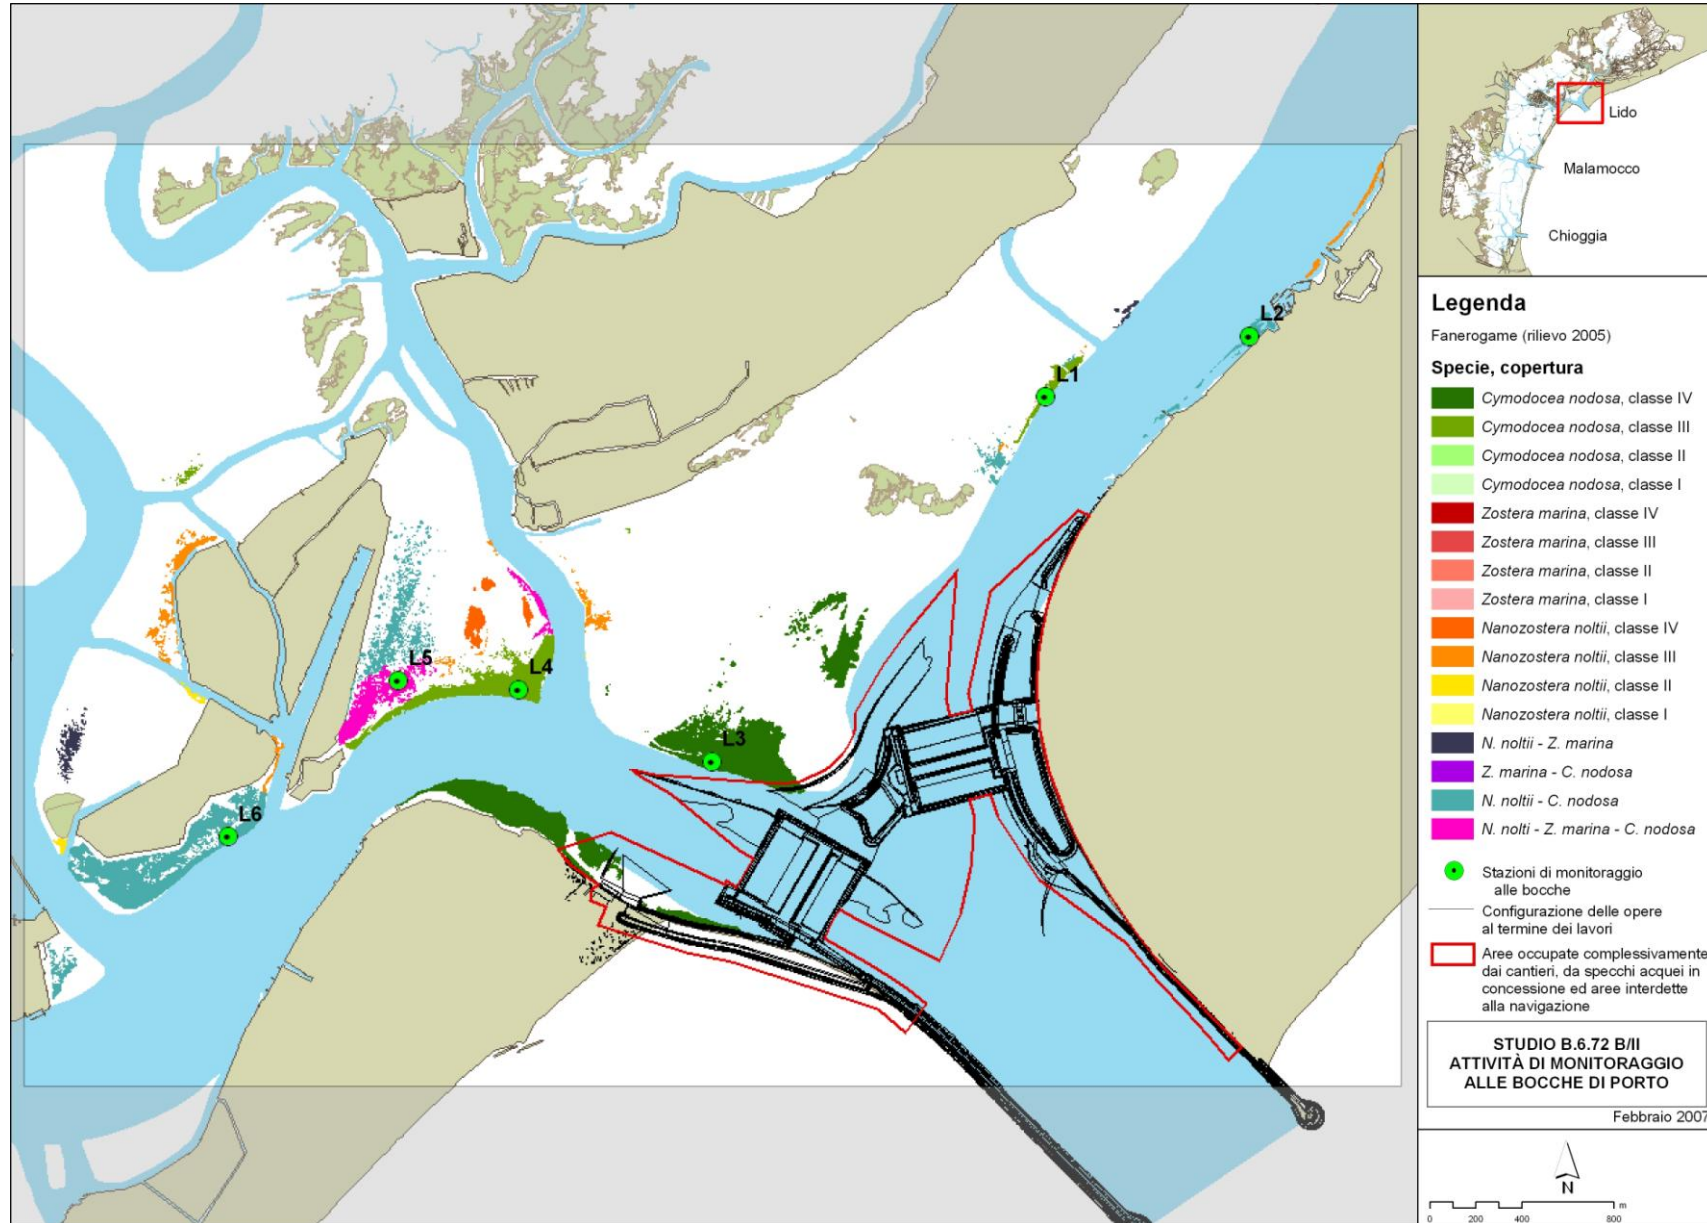 Lido
Malamocco
Chioggia
Legenda
Fanerogame (rilievo 2005)
Specie, copertura
Cymodocea nodosa, classe IV
Cymodocea nodosa, classe III
Cymodocea nodosa, classe II
Cymodocea nodosa, classe I
Zostera marina, classe IV
Zostera marina, classe III
Zostera marina, classe II
Zostera marina, classe I
Nanozostera noltii, classe IV
Nanozostera noltii, classe III
Nanozostera noltii, classe II
Nanozostera noltii, classe I
N. noltii - Z. marina
Z. marina - C. nodosa
N. noltii - C. nodosa
N. nolti - Z. marina - C. nodosa
Stazioni di monitoraggio
alle bocche
Configurazione delle opere
al termine dei lavori
Aree occupate complessivamente
dai cantieri, da specchi acquei in
concessione ed aree interdette
alla navigazione
STUDIO B.6.72 B/II
ATTIVITÀ DI MONITORAGGIO
ALLE BOCCHE DI PORTO
Febbraio 2007
N
m
0 200 400 800
L2
L1
L5
L4
L3
L6